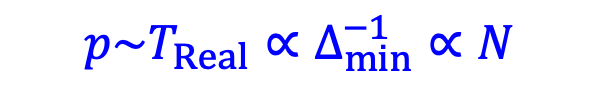 p~T_Real ∝ Δ_min^−1 ∝ N